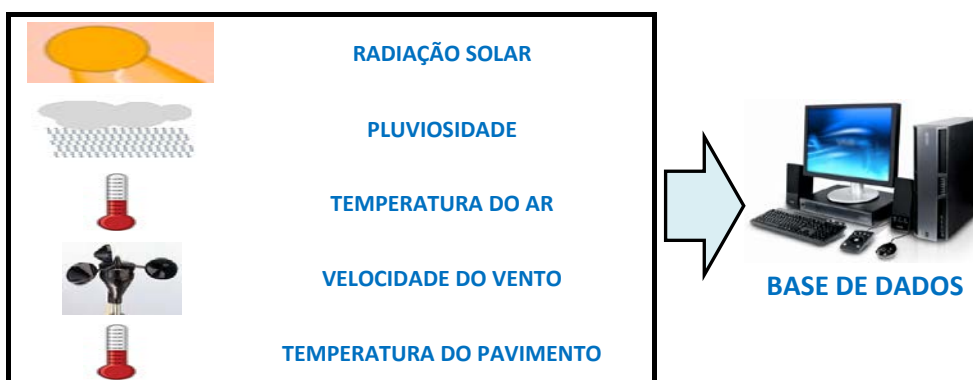 RADIAÇÃO SOLAR
PLUVIOSIDADE
TEMPERATURA DO AR
VELOCIDADE DO VENTO
TEMPERATURA DO PAVIMENTO
BASE DE DADOS